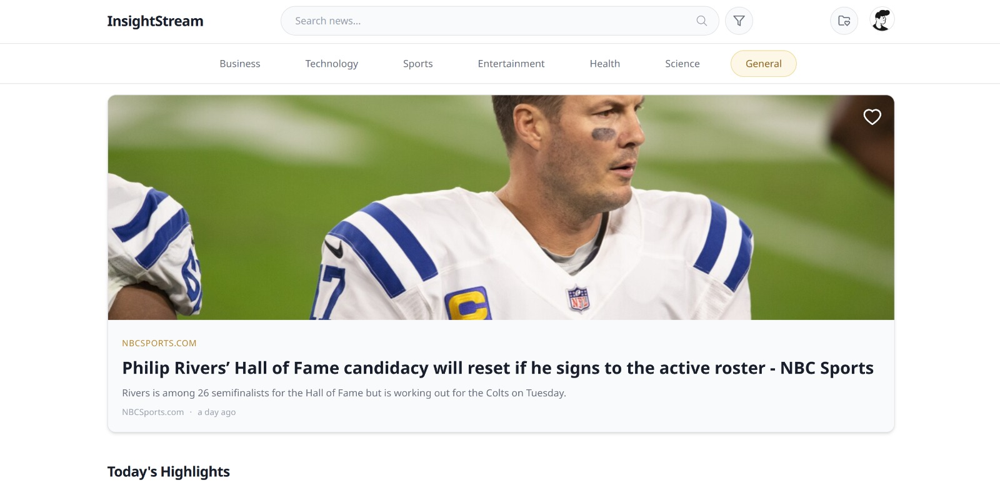 InsightStream
Search news...
Business
Technology
Sports
Entertainment
Health
Science
General
17
C
NFL
NBCSPORTS.COM
Philip Rivers’ Hall of Fame candidacy will reset if he signs to the active roster - NBC Sports
Rivers is among 26 semifinalists for the Hall of Fame but is working out for the Colts on Tuesday.
NBCSports.com · a day ago
Today's Highlights